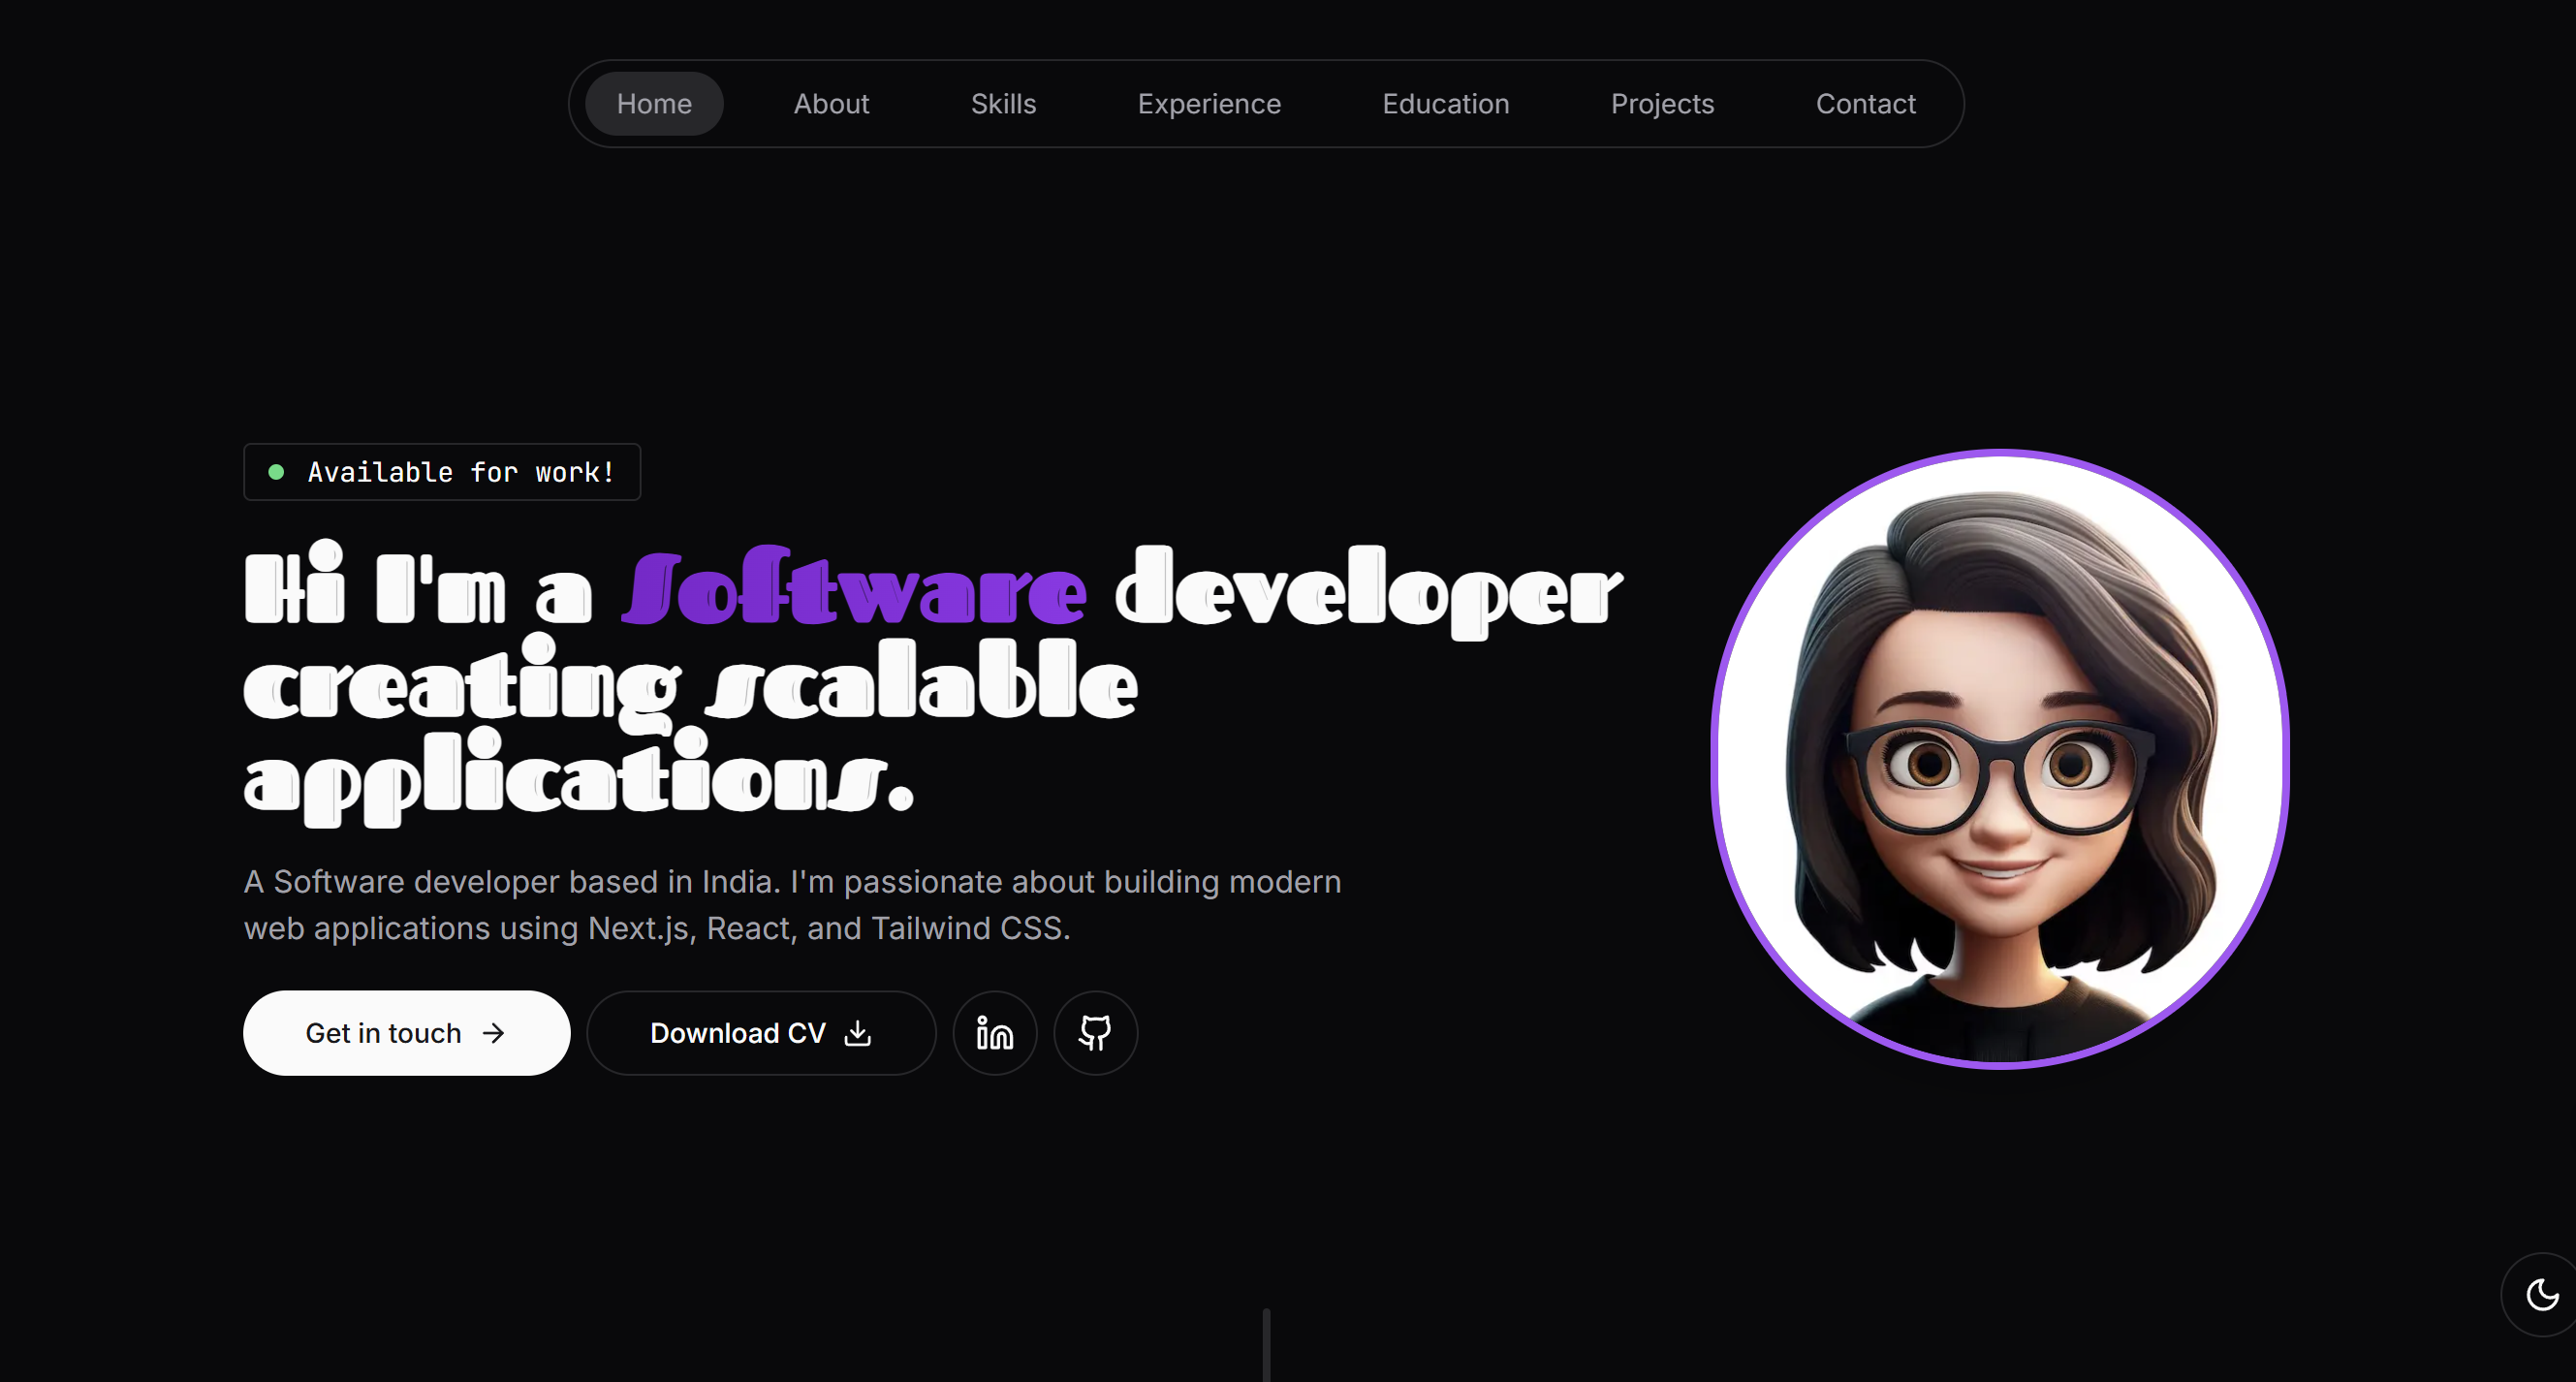 Home About Skills Experience Education Projects Contact
Available for work!
Hi I'm a Software developer
creating scalable
applications.
A Software developer based in India. I'm passionate about building modern
web applications using Next.js, React, and Tailwind CSS.
Get in touch Download CV in